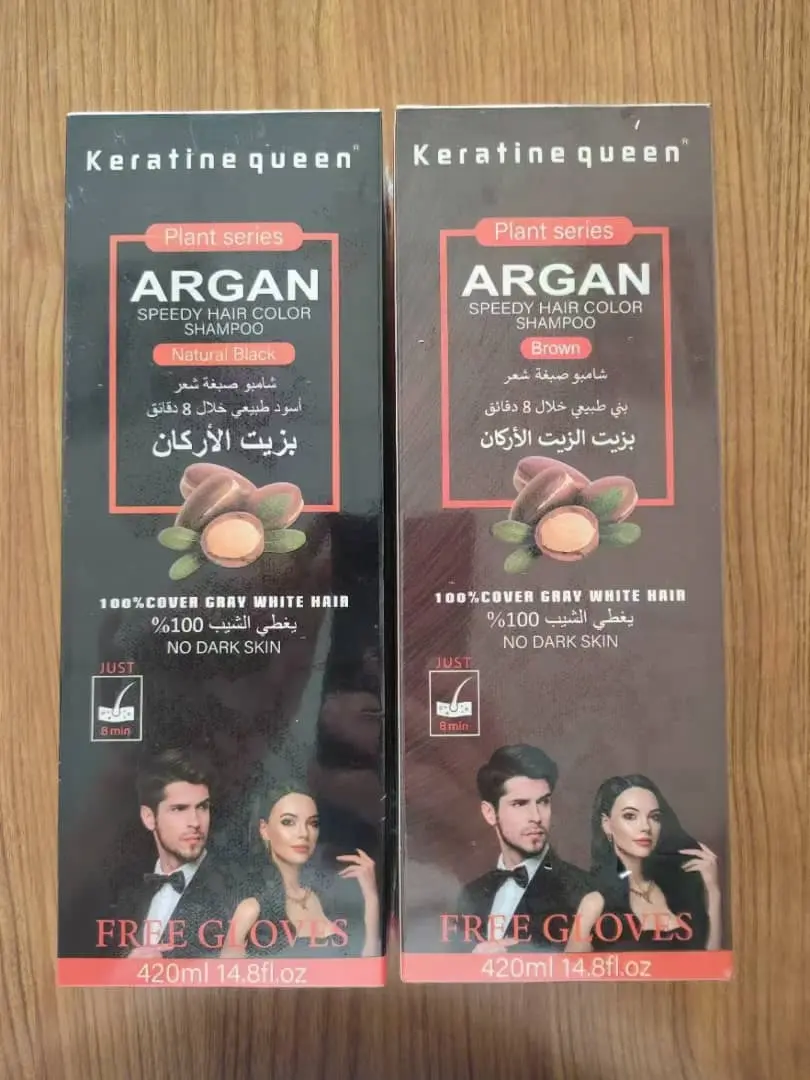 Keratine queen®
Plant series
ARGAN
SPEEDY HAIR COLOR
SHAMPOO
Natural Black
شامبو صبغة شعر
أسود طبيعي خلال 8 دقائق
بزيت الأركان
100%COVER GRAY WHITE HAIR
يغطي الشيب 100%
NO DARK SKIN
JUST
8 min
FREE GLOVES
420ml 14.8fl.oz
Keratine queen®
Plant series
ARGAN
SPEEDY HAIR COLOR
SHAMPOO
Brown
شامبو صبغة شعر
بني طبيعي خلال 8 دقائق
بزيت الزيت الأركان
100%COVER GRAY WHITE HAIR
يغطي الشيب 100%
NO DARK SKIN
JUST
8 min
FREE GLOVES
420ml 14.8fl.oz